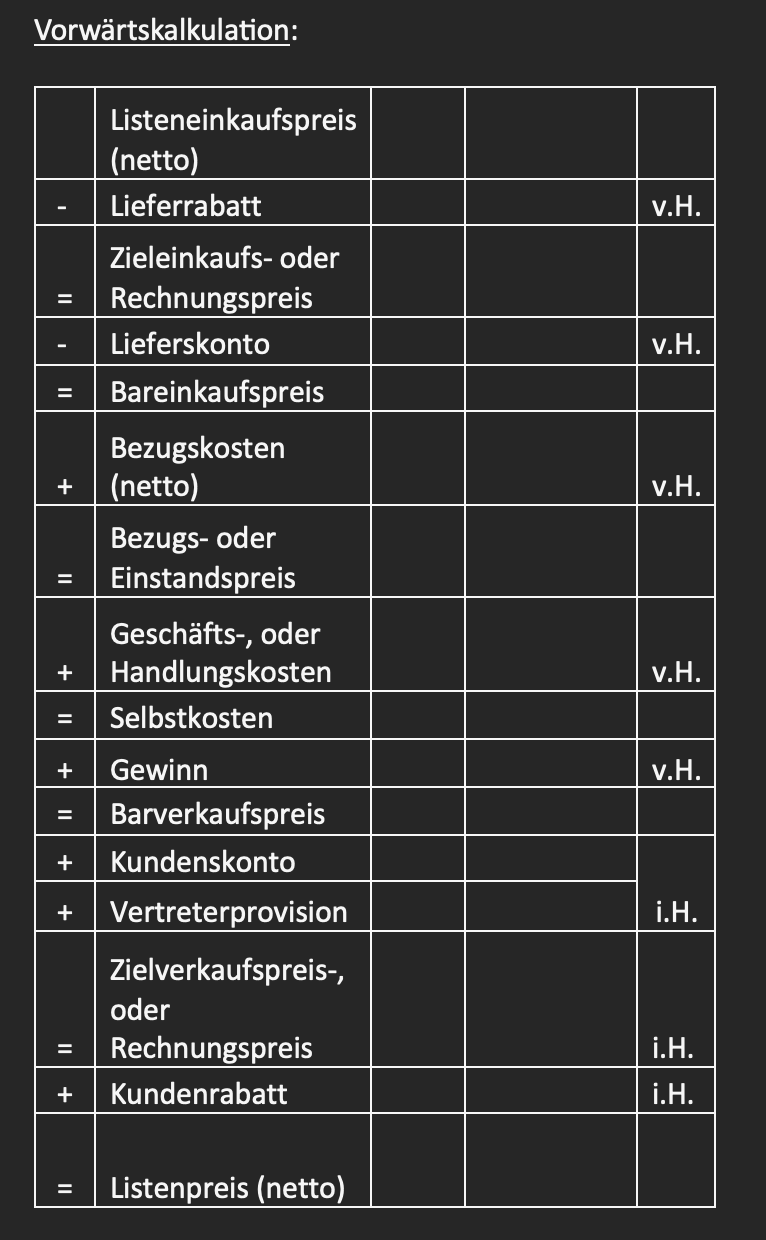 Vorwärtskalkulation:
Listeneinkaufspreis
(netto)
- Lieferrabatt v.H.
Zieleinkaufs- oder
= Rechnungspreis
- Lieferskonto v.H.
= Bareinkaufspreis
Bezugskosten
+ (netto) v.H.
Bezugs- oder
= Einstandspreis
Geschäfts-, oder
+ Handlungskosten v.H.
= Selbstkosten
+ Gewinn v.H.
= Barverkaufspreis
+ Kundenskonto
+ Vertreterprovision i.H.
Zielverkaufspreis-,
oder
= Rechnungspreis i.H.
+ Kundenrabatt i.H.
= Listenpreis (netto)